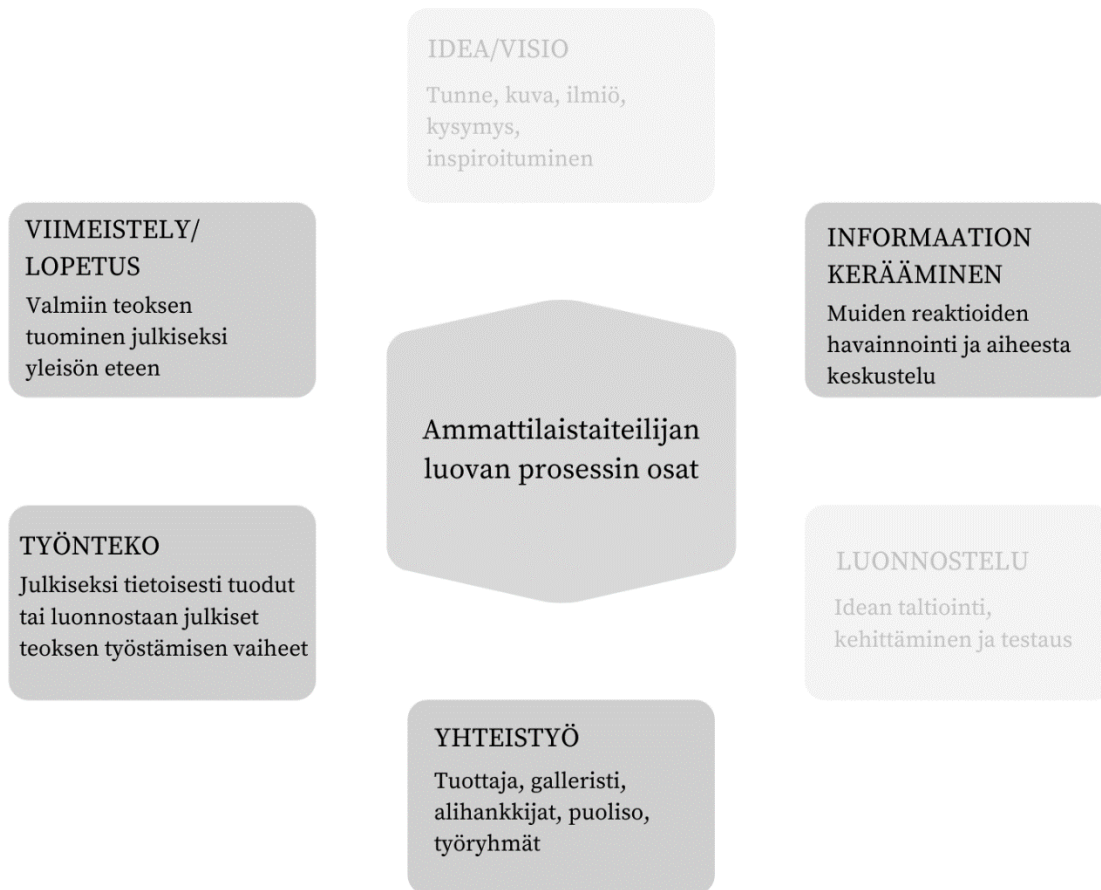 IDEA/VISIO
Tunne, kuva, ilmiö,
kysymys,
inspiroituminen
VIIMEISTELY/
LOPETUS
Valmiin teoksen
tuominen julkiseksi
yleisön eteen
INFORMAATION
KERÄÄMINEN
Muiden reaktioiden
havainnointi ja aiheesta
keskustelu
Ammattilaistaiteilijan
luovan prosessin osat
TYÖNTEKO
Julkiseksi tietoisesti tuodut
tai luonnostaan julkiset
teoksen työstämisen vaiheet
LUONNOSTELU
Idean taltiointi,
kehittäminen ja testaus
YHTEISTYÖ
Tuottaja, galleristi,
alihankkijat, puoliso,
työryhmät